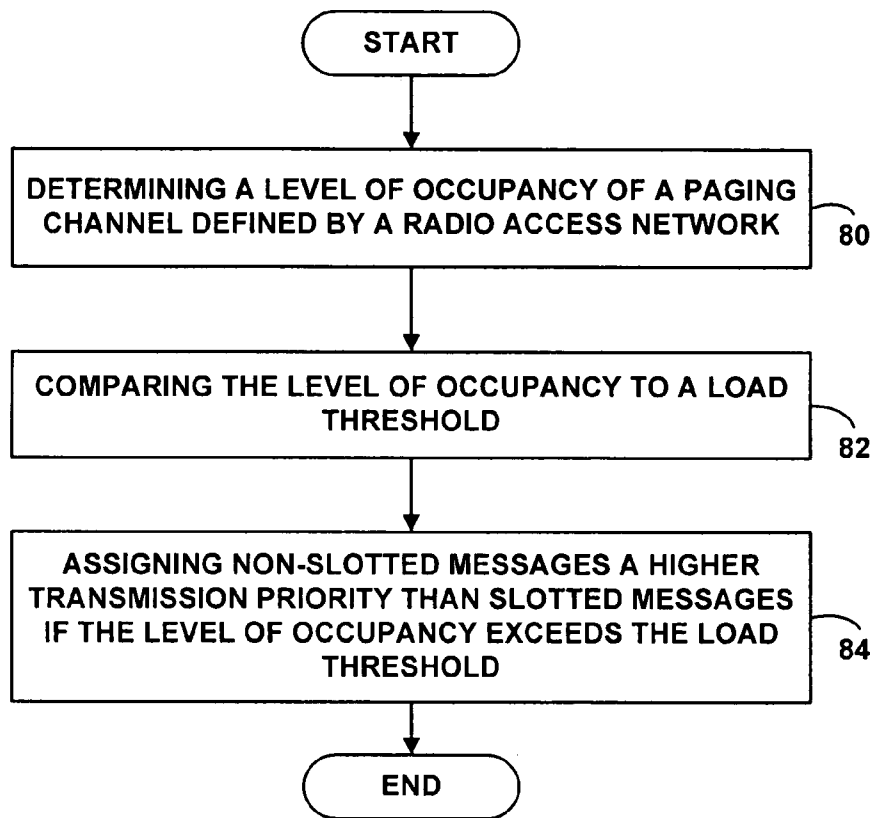 START
DETERMINING A LEVEL OF OCCUPANCY OF A PAGING
CHANNEL DEFINED BY A RADIO ACCESS NETWORK
80
COMPARING THE LEVEL OF OCCUPANCY TO A LOAD
THRESHOLD
82
ASSIGNING NON-SLOTTED MESSAGES A HIGHER
TRANSMISSION PRIORITY THAN SLOTTED MESSAGES
IF THE LEVEL OF OCCUPANCY EXCEEDS THE LOAD
THRESHOLD
84
END